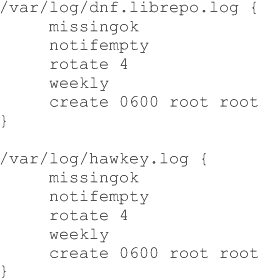 /var/log/dnf.librepo.log {
    missingok
    notifempty
    rotate 4
    weekly
    create 0600 root root
}

/var/log/hawkey.log {
    missingok
    notifempty
    rotate 4
    weekly
    create 0600 root root
}